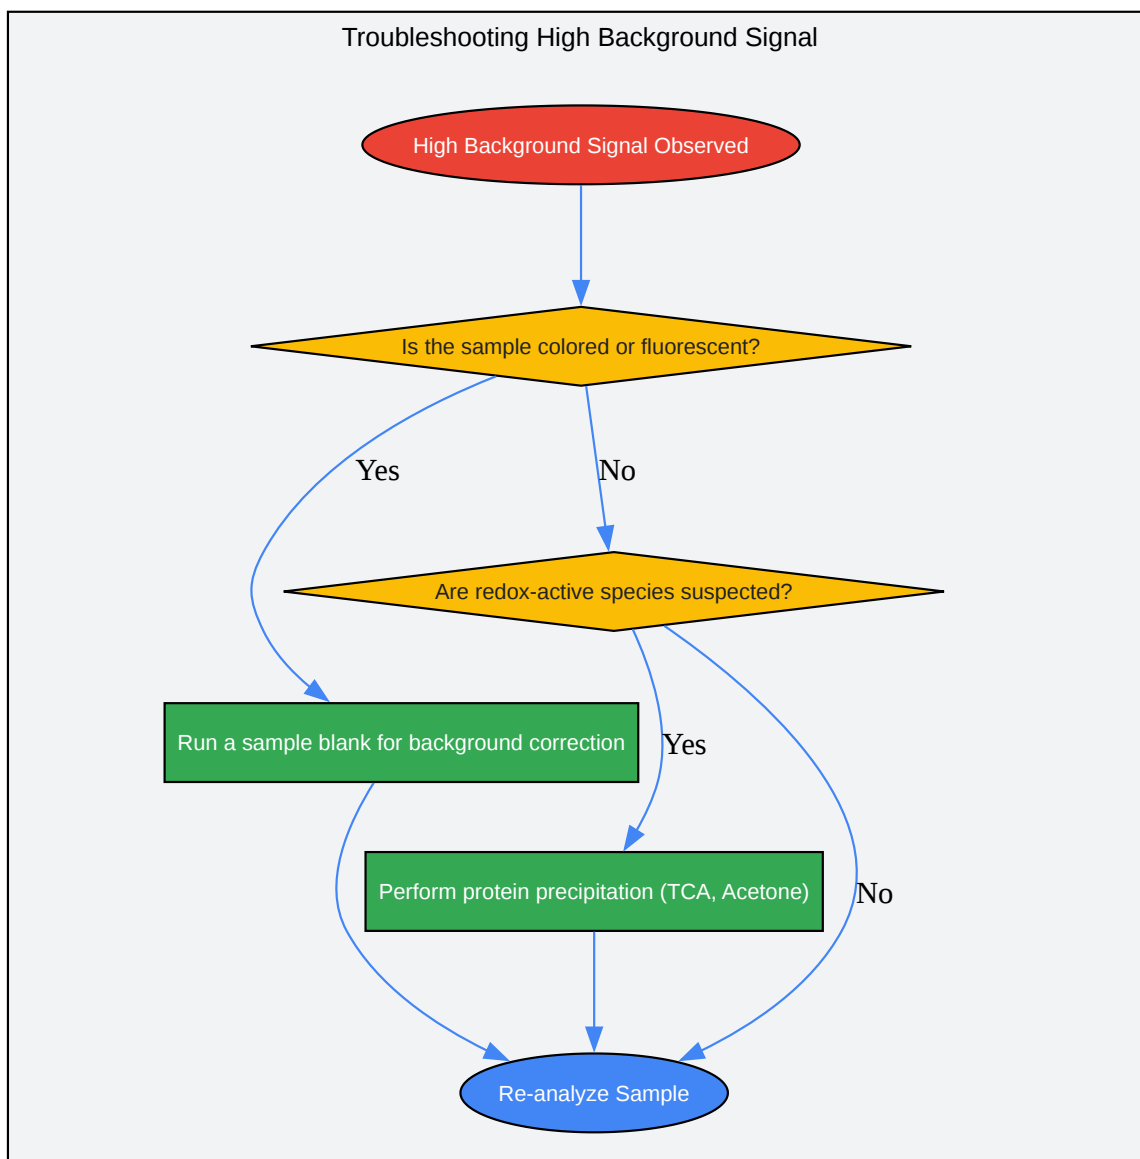 Troubleshooting High Background Signal
High Background Signal Observed
Is the sample colored or fluorescent?
Yes
No
Are redox-active species suspected?
Run a sample blank for background correction
Yes
Perform protein precipitation (TCA, Acetone)
No
Re-analyze Sample